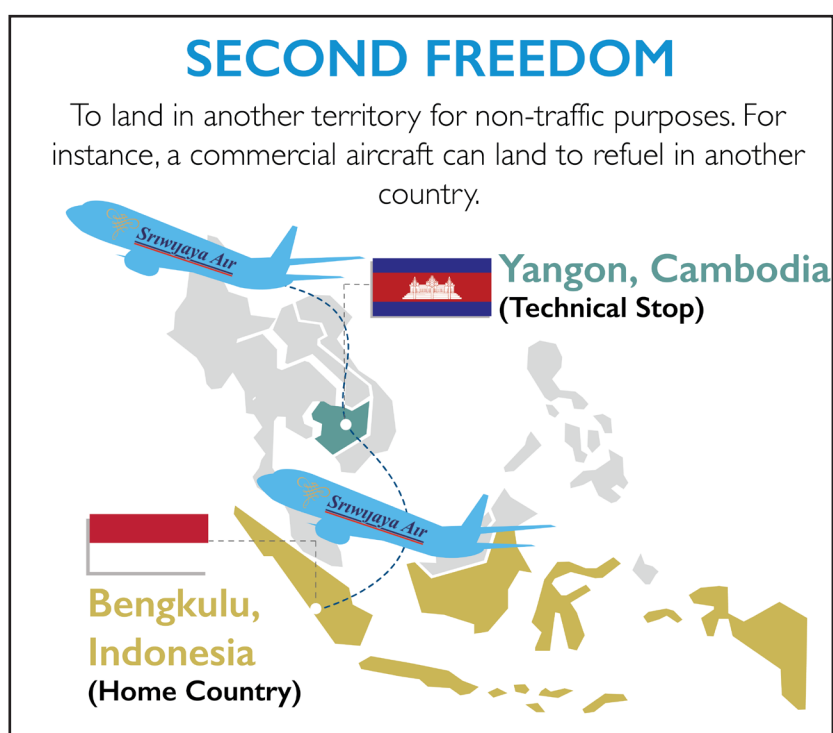 SECOND FREEDOM
To land in another territory for non-traffic purposes. For
instance, a commercial aircraft can land to refuel in another
country.
Sriwijaya Air
Yangon, Cambodia
(Technical Stop)
Sriwijaya Air
Bengkulu,
Indonesia
(Home Country)